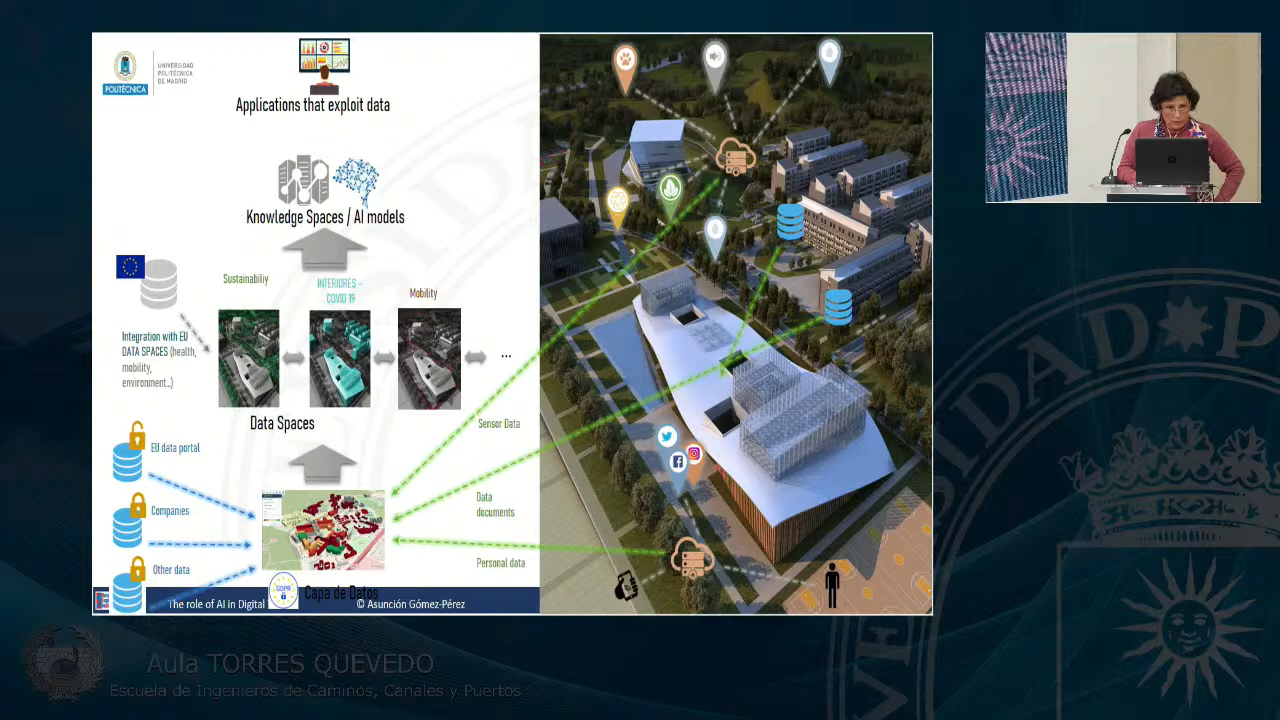 UNIVERSIDAD
POLITÉCNICA
DE MADRID
POLITÉCNICA
Applications that exploit data
Knowledge Spaces / AI models
Sustainabiliy
INTERIORES –
COVID 19
Mobility
Integration with EU
DATA SPACES (health,
mobility,
environment...)
...
Data Spaces
Sensor Data
EU data portal
Data
documents
Companies
Personal data
Other data
GDPR
Capa de Datos
The role of AI in Digital
© Asunción Gómez-Pérez
Aula TORRES QUEVEDO
Escuela de Ingenieros de Caminos, Canales y Puertos
VERSIDAD P